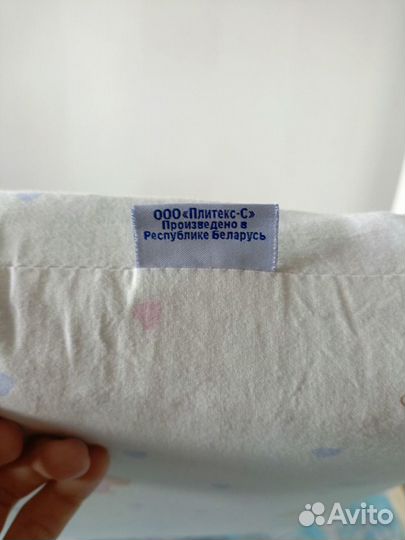 ООО«Плитекс-С»
Произведено в
Республике Беларусь
Avito